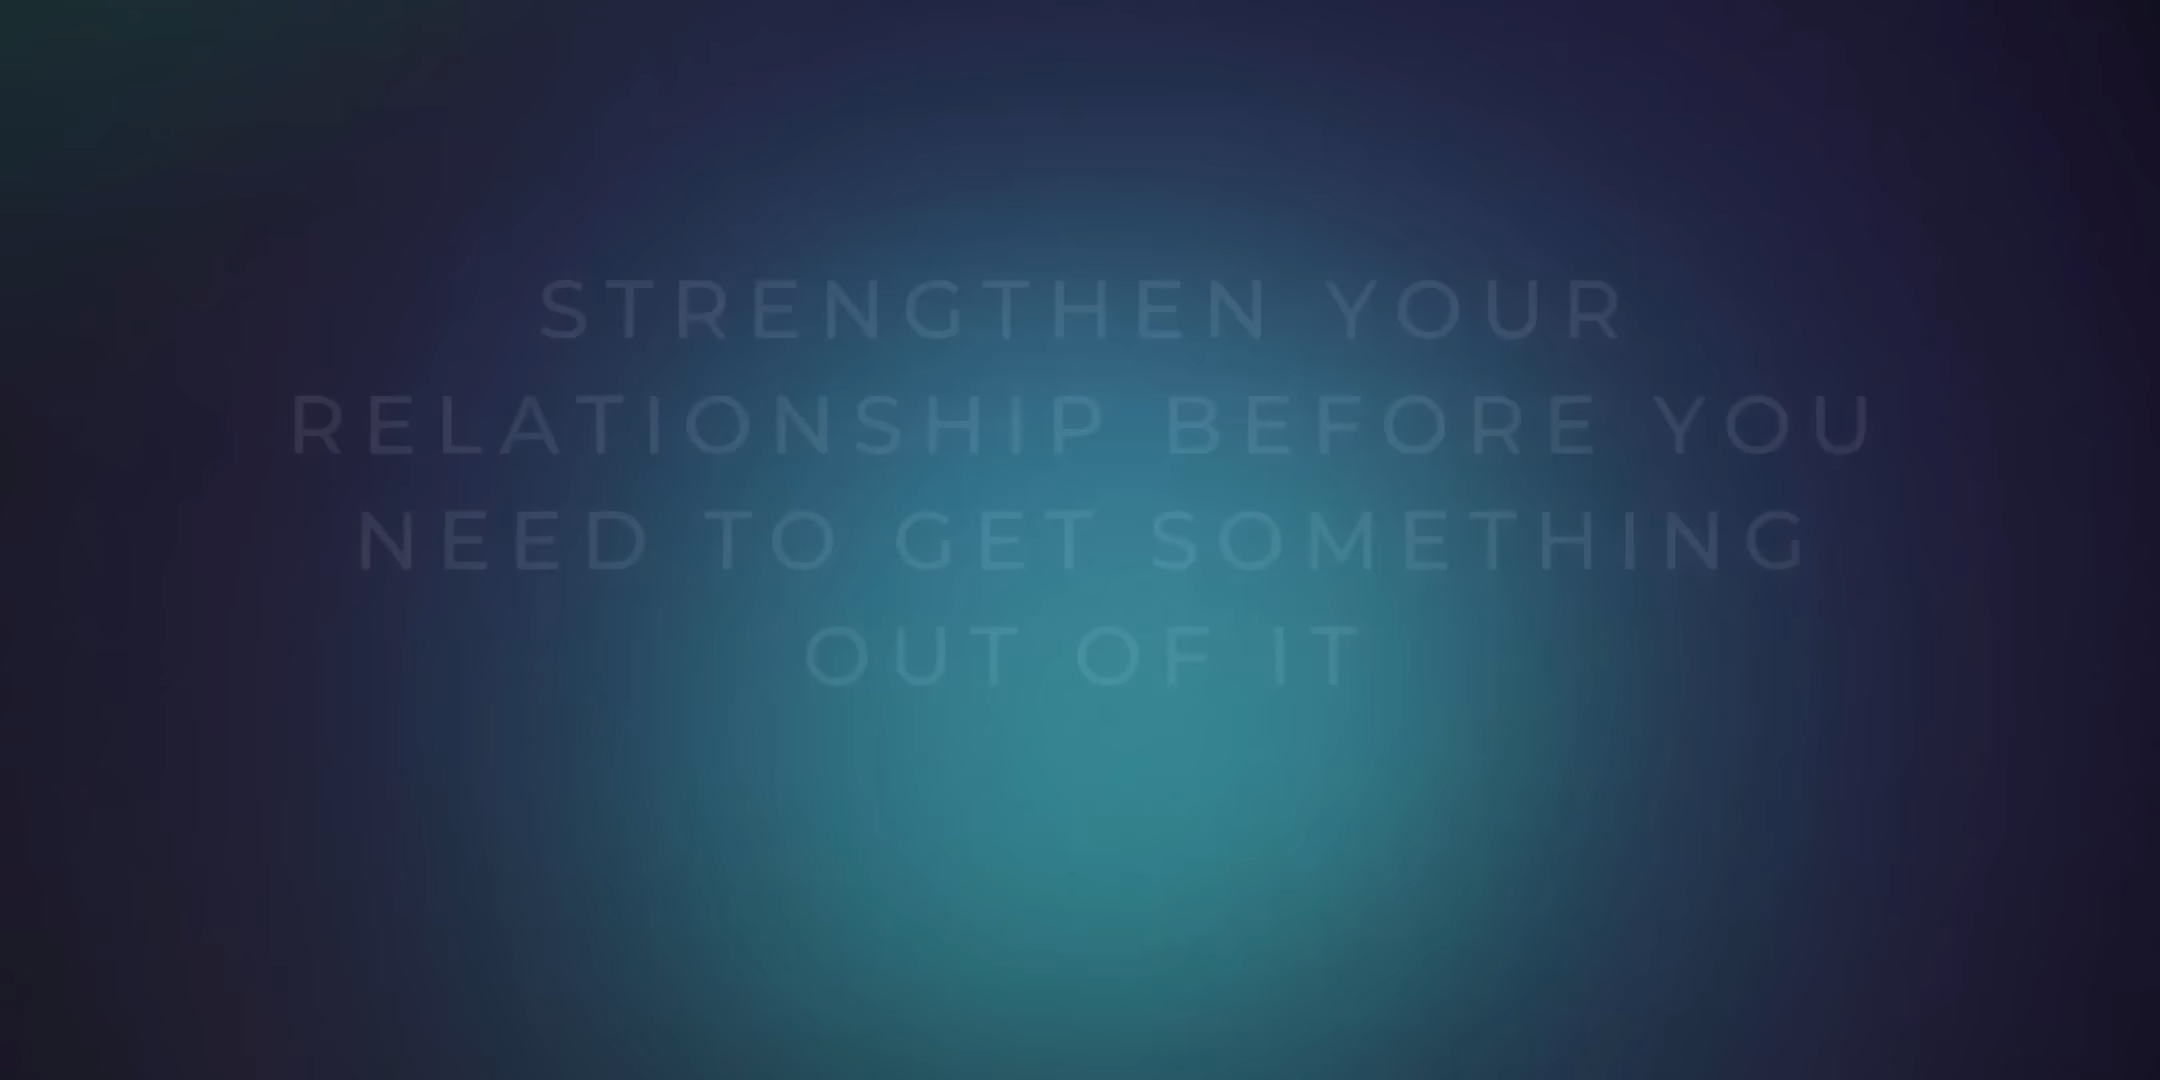 STRENGTHEN YOUR
RELATIONSHIP BEFORE YOU
NEED TO GET SOMETHING
OUT OF IT